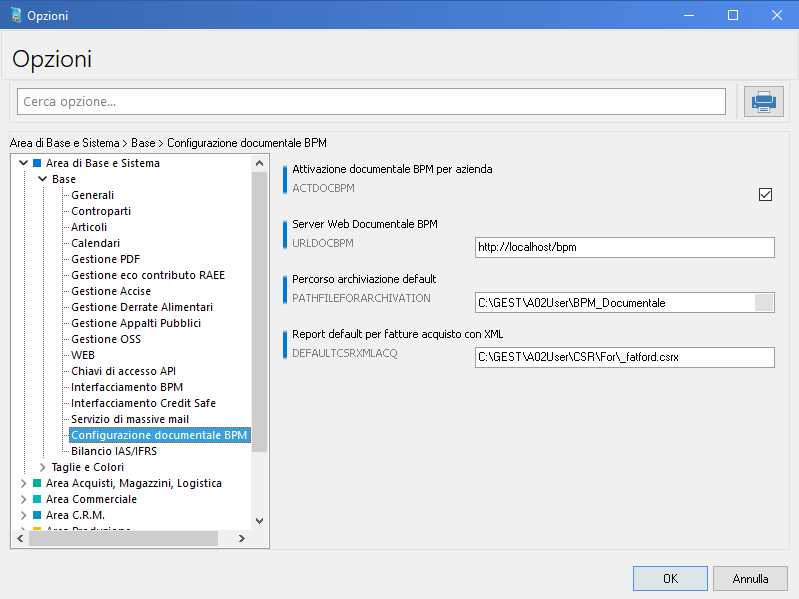 Opzioni
Opzioni
Cerca opzione...
Area di Base e Sistema > Base > Configurazione documentale BPM
Area di Base e Sistema
Base
Generali
Controparti
Articoli
Calendari
Gestione PDF
Gestione eco contributo RAEE
Gestione Accise
Gestione Derrate Alimentari
Gestione Appalti Pubblici
Gestione OSS
WEB
Chiavi di accesso API
Interfacciamento BPM
Interfacciamento Credit Safe
Servizio di massive mail
Configurazione documentale BPM
Bilancio IAS/IFRS
Taglie e Colori
Area Acquisti, Magazzini, Logistica
Area Commerciale
Area C.R.M.
Area Produzione
Attivazione documentale BPM per azienda
ACTDOCBPM
Server Web Documentale BPM
URLDOCBPM
http://localhost/bpm
Percorso archiviazione default
PATHFILEFORARCHIVATION
C:\GEST\A02User\BPM_Documentale
Report default per fatture acquisto con XML
DEFAULTCSRXMLACQ
C:\GEST\A02User\CSR\For\_fatford.csrx
OK
Annulla